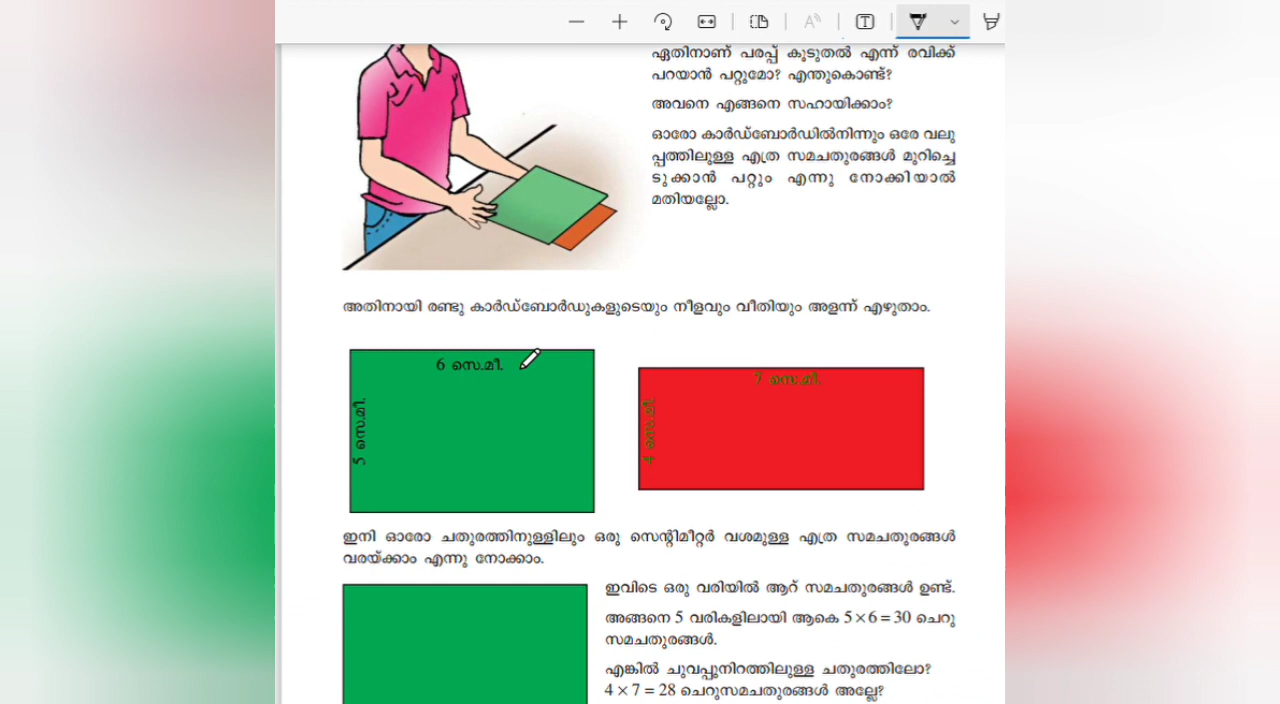 ഏതിനാണ് പരപ്പ് കൂടുതൽ എന്ന് രവിക്ക്
പറയാൻ പറ്റുമോ? എന്തുകൊണ്ട്?
അവനെ എങ്ങനെ സഹായിക്കാം?
ഓരോ കാർഡ്ബോർഡിൽനിന്നും ഒരേ വലു
പ്പത്തിലുള്ള എത്ര സമചതുരങ്ങൾ മുറിച്ചെ
ടുക്കാൻ പറ്റും എന്നു നോക്കിയാൽ
മതിയല്ലോ.
അതിനായി രണ്ടു കാർഡ്ബോർഡുകളുടെയും നീളവും വീതിയും അളന്ന് എഴുതാം.
6 സെ.മീ.
5 സെ.മീ.
7 സെ.മീ.
4 സെ.മീ.
ഇനി ഓരോ ചതുരത്തിനുള്ളിലും ഒരു സെന്റിമീറ്റർ വശമുള്ള എത്ര സമചതുരങ്ങൾ
വരയ്ക്കാം എന്നു നോക്കാം.
ഇവിടെ ഒരു വരിയിൽ ആറ് സമചതുരങ്ങൾ ഉണ്ട്.
അങ്ങനെ 5 വരികളിലായി ആകെ 5 × 6 = 30 ചെറു
സമചതുരങ്ങൾ.
എങ്കിൽ ചുവപ്പുനിറത്തിലുള്ള ചതുരത്തിലോ?
4 × 7 = 28 ചെറുസമചതുരങ്ങൾ അല്ലേ?